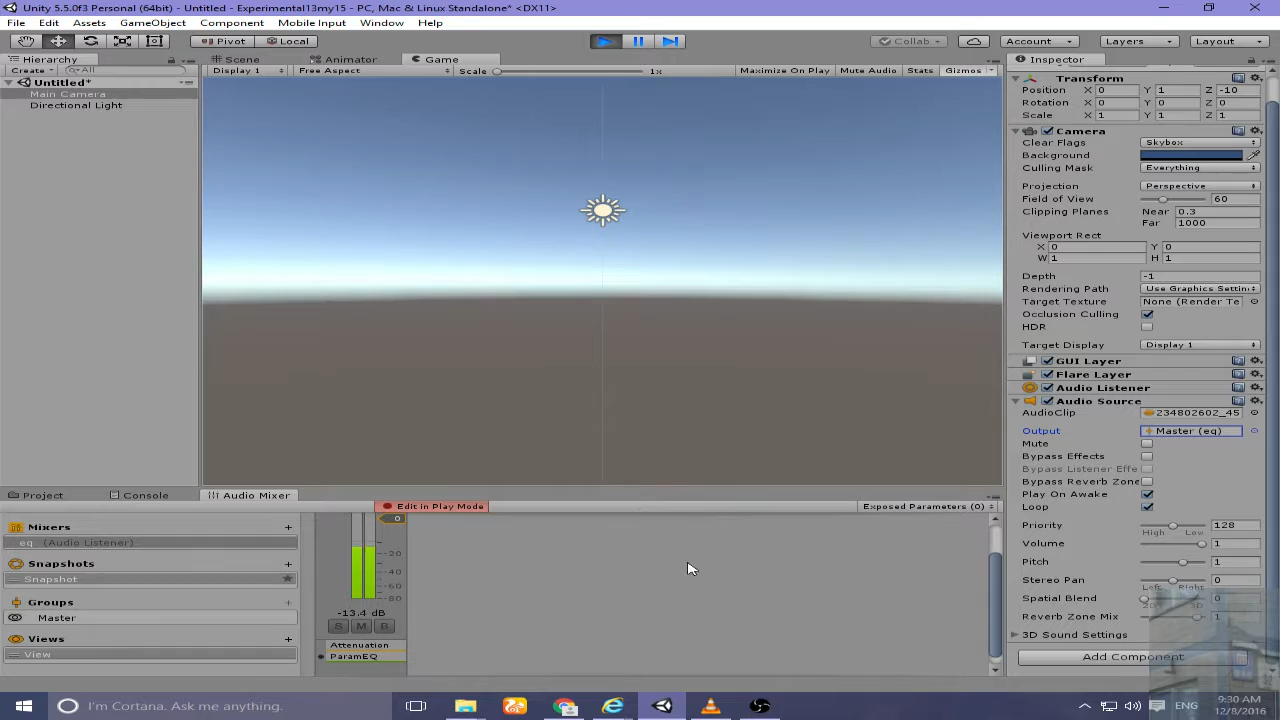 Unity 5.5.0f3 Personal (64bit) - Untitled - Experimental13my15 - PC, Mac & Linux Standalone* <DX11>
File Edit Assets GameObject Component Mobile Input Window Help
Pivot Local Collab Account Layers Layout
Hierarchy Scene Animator Game Inspector
Create All Display 1 Free Aspect Scale 1x Maximize On Play Mute Audio Stats Gizmos
Untitled*
Main Camera
Directional Light
Transform
Position X 0 Y 1 Z -10
Rotation X 0 Y 0 Z 0
Scale X 1 Y 1 Z 1
Camera
Clear Flags Skybox
Background
Culling Mask Everything
Projection Perspective
Field of View 60
Clipping Planes Near 0.3
Far 1000
Viewport Rect
X 0 Y 0
W 1 H 1
Depth -1
Rendering Path Use Graphics Settin
Target Texture None (Render Te
Occlusion Culling
HDR
Target Display Display 1
GUI Layer
Flare Layer
Audio Listener
Audio Source
AudioClip 234802602_45
Output Master (eq)
Mute
Bypass Effects
Bypass Listener Effe
Bypass Reverb Zone
Play On Awake
Loop
Priority 128
High Low
Volume 1
Pitch 1
Stereo Pan 0
Left Right
Spatial Blend 0
2D 3D
Reverb Zone Mix 1
3D Sound Settings
Add Component
Project Console Audio Mixer
Edit in Play Mode Exposed Parameters (0)
Mixers
eq (Audio Listener)
Snapshots
Snapshot
Groups
Master
Views
View
0
-20
-40
-60
-80
-13.4 dB
S M B
Attenuation
ParamEQ
I'm Cortana. Ask me anything.
ENG
9:30 AM
12/8/2016